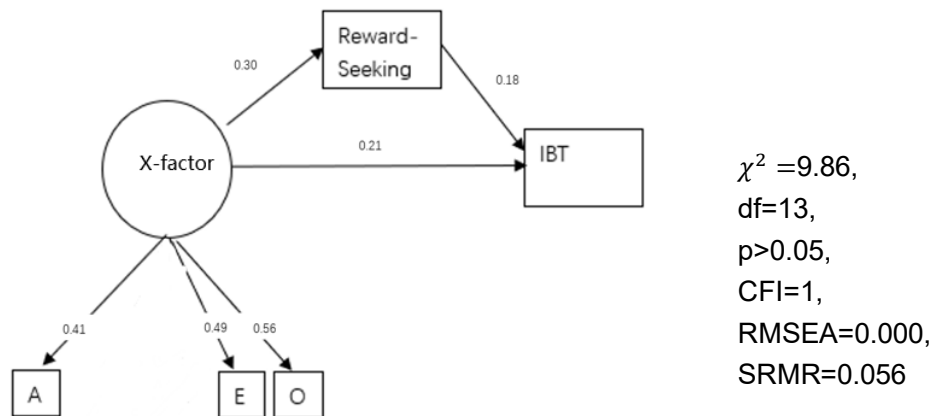 Reward-
Seeking
0.30
0.18
X-factor
0.21
IBT
0.41
0.49
0.56
A
E
O
χ² =9.86,
df=13,
p>0.05,
CFI=1,
RMSEA=0.000,
SRMR=0.056